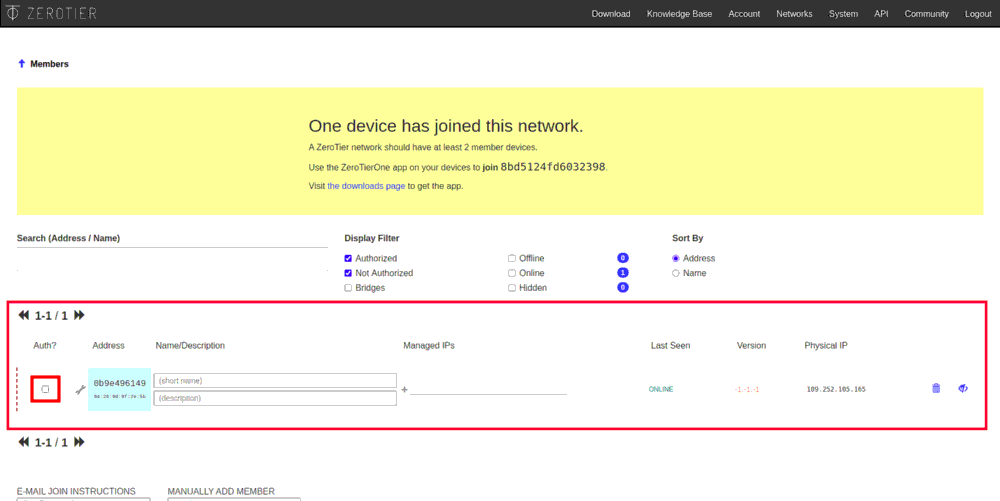 ZEROTIER
Download Knowledge Base Account Networks System API Community Logout
Members
One device has joined this network.
A ZeroTier network should have at least 2 member devices.
Use the ZeroTierOne app on your devices to join 8bd5124fd6032398.
Visit the downloads page to get the app.
Search (Address / Name) Display Filter Sort By
Authorized Offline 0 Address
Not Authorized Online 1 Name
Bridges Hidden 0
1-1 / 1
Auth? Address Name/Description Managed IPs Last Seen Version Physical IP
0b9e496149 (short name) + ONLINE -1.-1.-1 109.252.105.165
(description)
1-1 / 1
E-MAIL JOIN INSTRUCTIONS MANUALLY ADD MEMBER